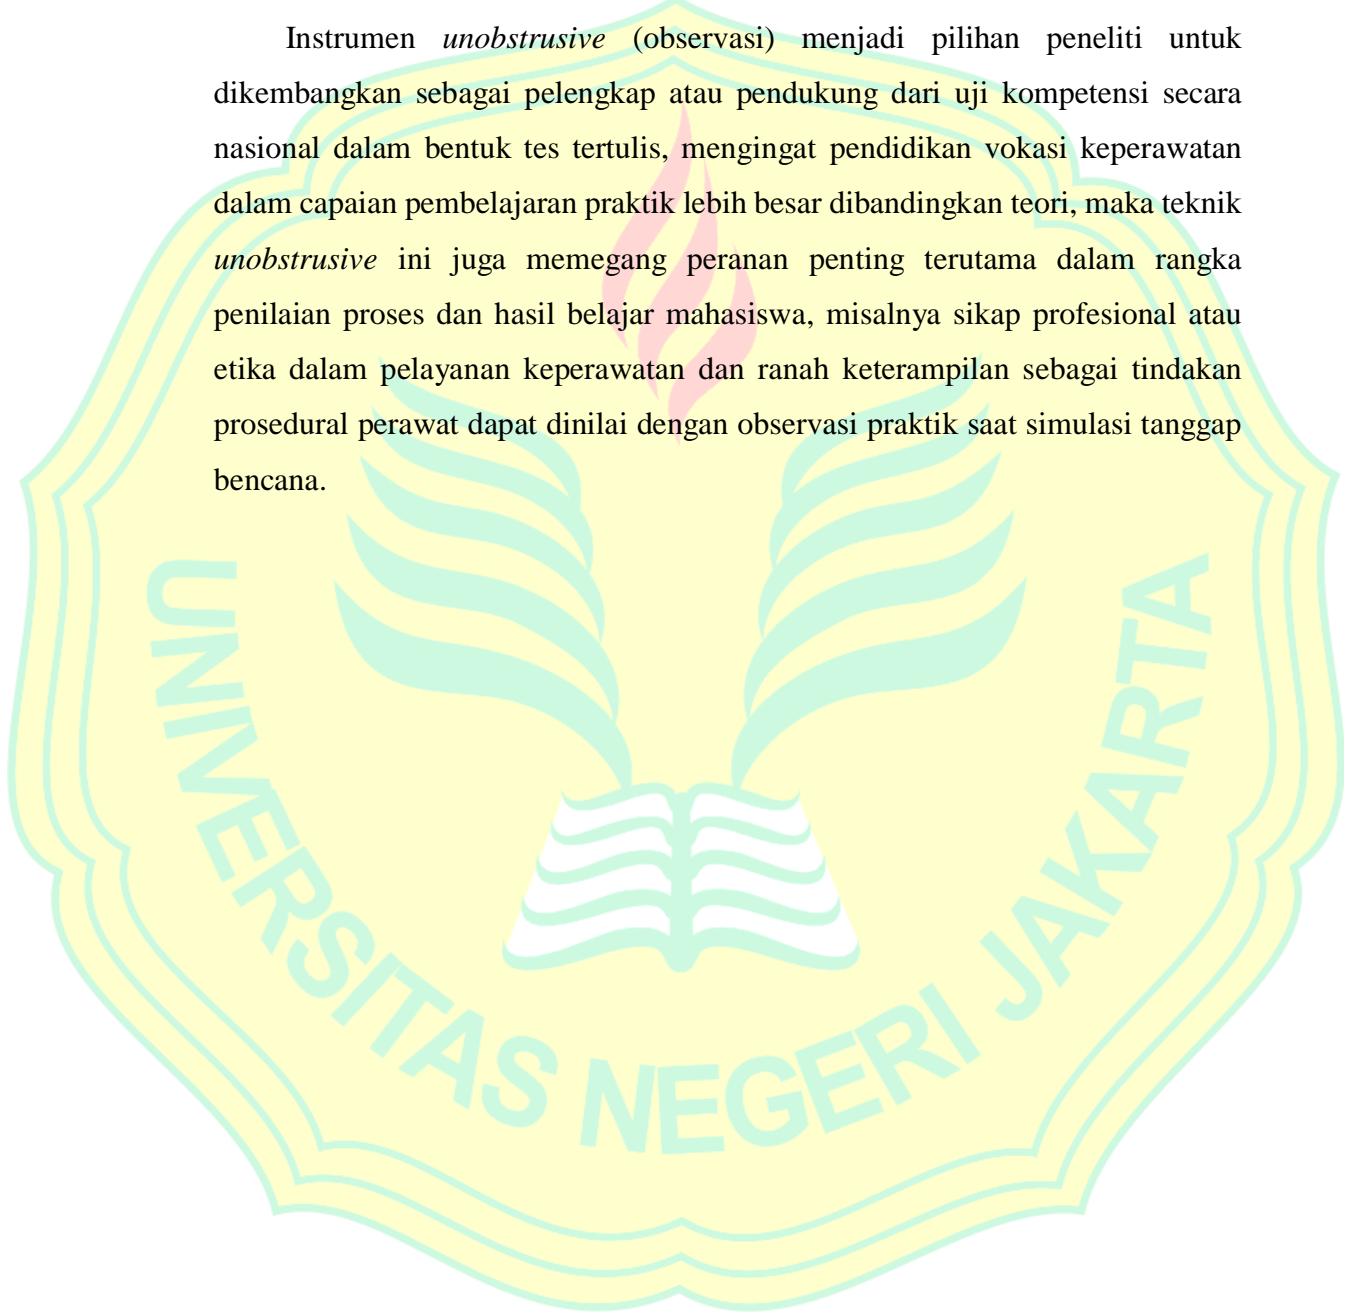 Instrumen unobstrusive (observasi) menjadi pilihan peneliti untuk
dikembangkan sebagai pelengkap atau pendukung dari uji kompetensi secara
nasional dalam bentuk tes tertulis, mengingat pendidikan vokasi keperawatan
dalam capaian pembelajaran praktik lebih besar dibandingkan teori, maka teknik
unobstrusive ini juga memegang peranan penting terutama dalam rangka
penilaian proses dan hasil belajar mahasiswa, misalnya sikap profesional atau
etika dalam pelayanan keperawatan dan ranah keterampilan sebagai tindakan
prosedural perawat dapat dinilai dengan observasi praktik saat simulasi tanggap
bencana.
UNIVERSITAS NEGERI JAKARTA